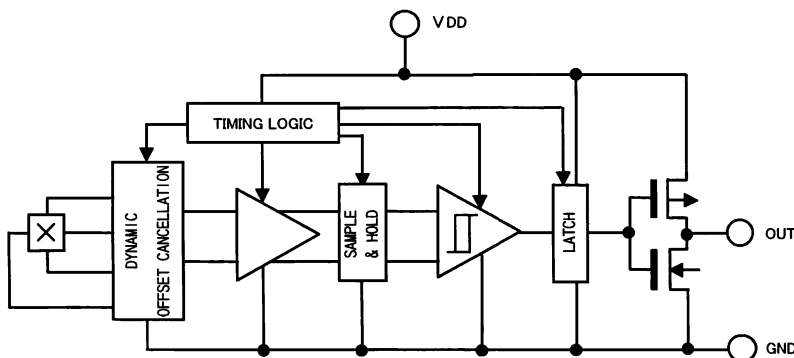 VDD
TIMING LOGIC
DYNAMIC
OFFSET CANCELLATION
SAMPLE
& HOLD
LATCH
OUT
GND